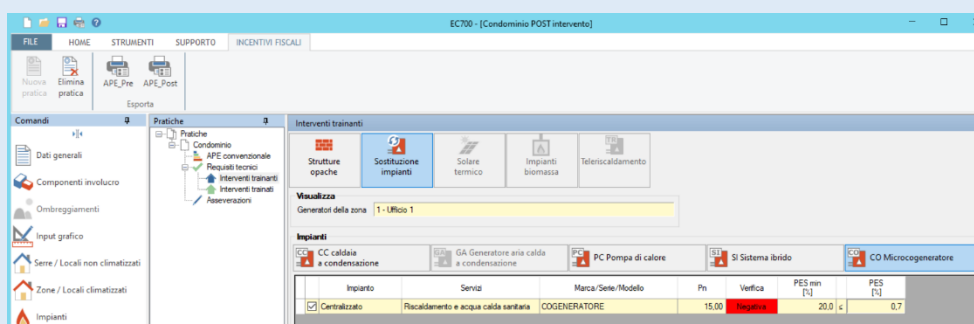 EC700 - [Condominio POST intervento]
FILE HOME STRUMENTI SUPPORTO INCENTIVI FISCALI
Nuova pratica
Elimina pratica
APE_Pre
APE_Post
Esporta
Comandi
Dati generali
Componenti involucro
Ombreggiamenti
Input grafico
Serre / Locali non climatizzati
Zone / Locali climatizzati
Impianti
Pratiche
Pratiche
Condominio
APE convenzionale
Requisiti tecnici
Interventi trainanti
Interventi trainati
Asseverazioni
Interventi trainanti
Strutture opache
Sostituzione impianti
Solare termico
Impianti biomassa
Teleriscaldamento
Visualizza
Generatori della zona 1 - Ufficio 1
Impianti
CC CC caldaia a condensazione
GA GA Generatore aria calda a condensazione
PC PC Pompa di calore
SI SI Sistema ibrido
CO CO Microcogeneratore
Impianto Servizi Marca/Serie/Modello Pn Verifica PES min [%] PES [%]
Centralizzato Riscaldamento e acqua calda sanitaria COGENERATORE 15,00 Negativa 20,0 ≤ 0,7